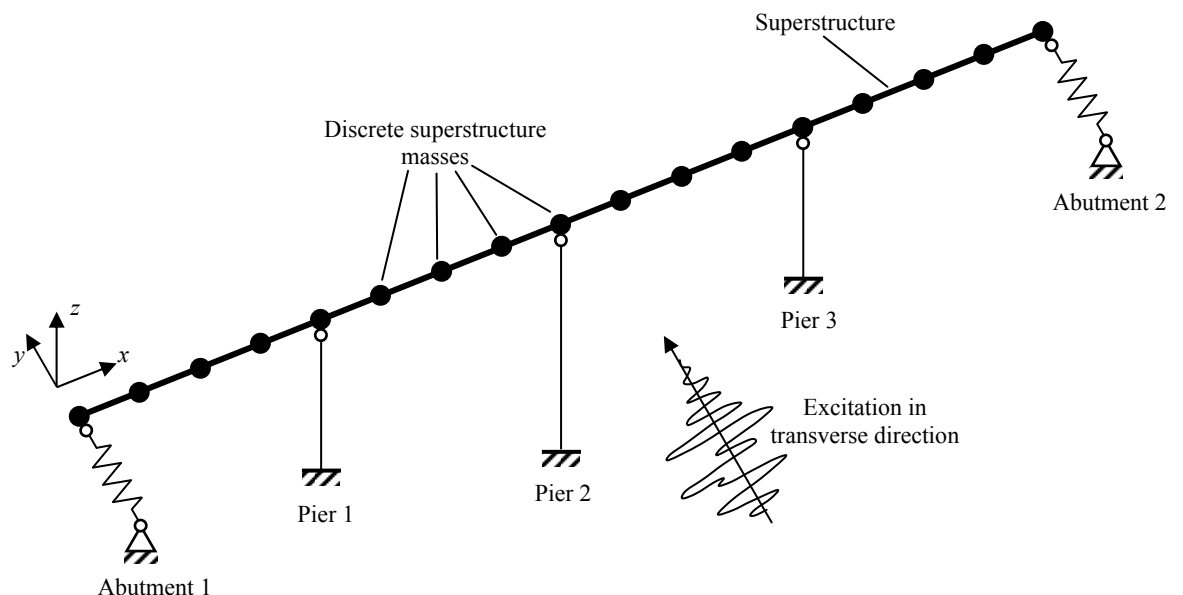 Superstructure
Discrete superstructure
masses
Abutment 2
z
y
x
Pier 3
Excitation in
transverse direction
Pier 2
Pier 1
Abutment 1